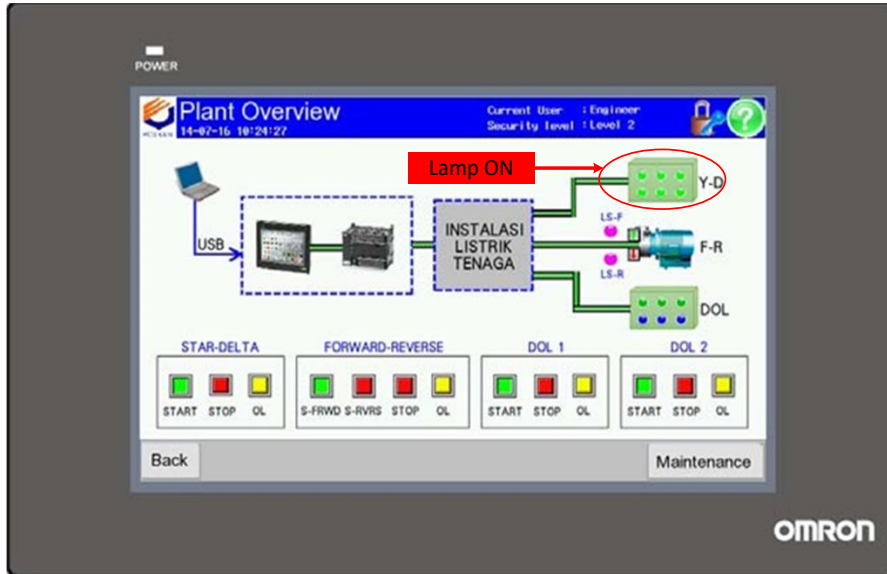 POWER
Plant Overview
14-07-16 10:24:27
Current User : Engineer
Security level : Level 2
?
Lamp ON
Y-D
USB
INSTALASI
LISTRIK
TENAGA
LS-F
F-R
LS-R
DOL
STAR-DELTA
START STOP OL
FORWARD-REVERSE
S-FRWD S-RVRS STOP OL
DOL 1
START STOP OL
DOL 2
START STOP OL
Back
Maintenance
OMRON